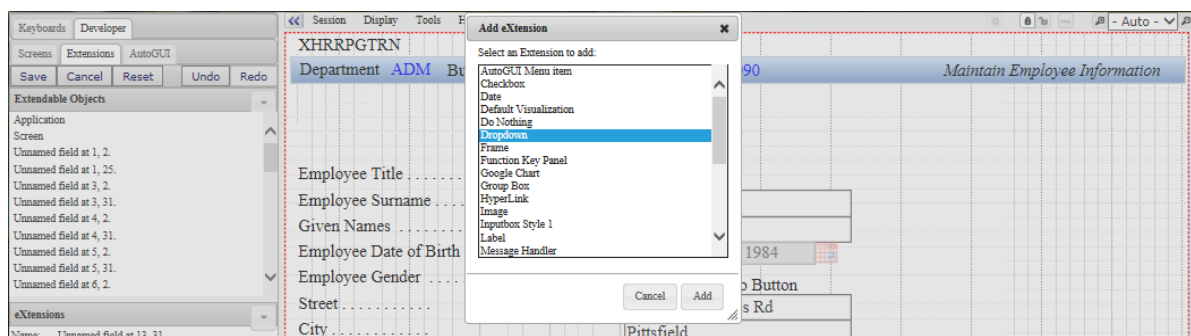 Keyboards Developer
Screens Extensions AutoGUI
Save Cancel Reset Undo Redo
Extendable Objects
Application
Screen
Unnamed field at 1, 2.
Unnamed field at 1, 25.
Unnamed field at 3, 2.
Unnamed field at 3, 31.
Unnamed field at 4, 2.
Unnamed field at 4, 31.
Unnamed field at 5, 2.
Unnamed field at 5, 31.
Unnamed field at 6, 2.
eXtensions
Name: Unnamed field at 13, 31
Session Display Tools
- Auto -
XHRRPGTRN
Department ADM
90 Maintain Employee Information
Employee Title . . . . . . .
Employee Surname . . . .
Given Names . . . . . . . .
Employee Date of Birth
1984
Employee Gender . . . . .
Button
Street . . . . . . . . . . .
s Rd
City . . . . . . . . . . . .
Pittsfield
Add eXtension
Select an Extension to add:
AutoGUI Menu item
Checkbox
Date
Default Visualization
Do Nothing
Dropdown
Frame
Function Key Panel
Google Chart
Group Box
HyperLink
Image
Inputbox Style 1
Label
Message Handler
Cancel Add